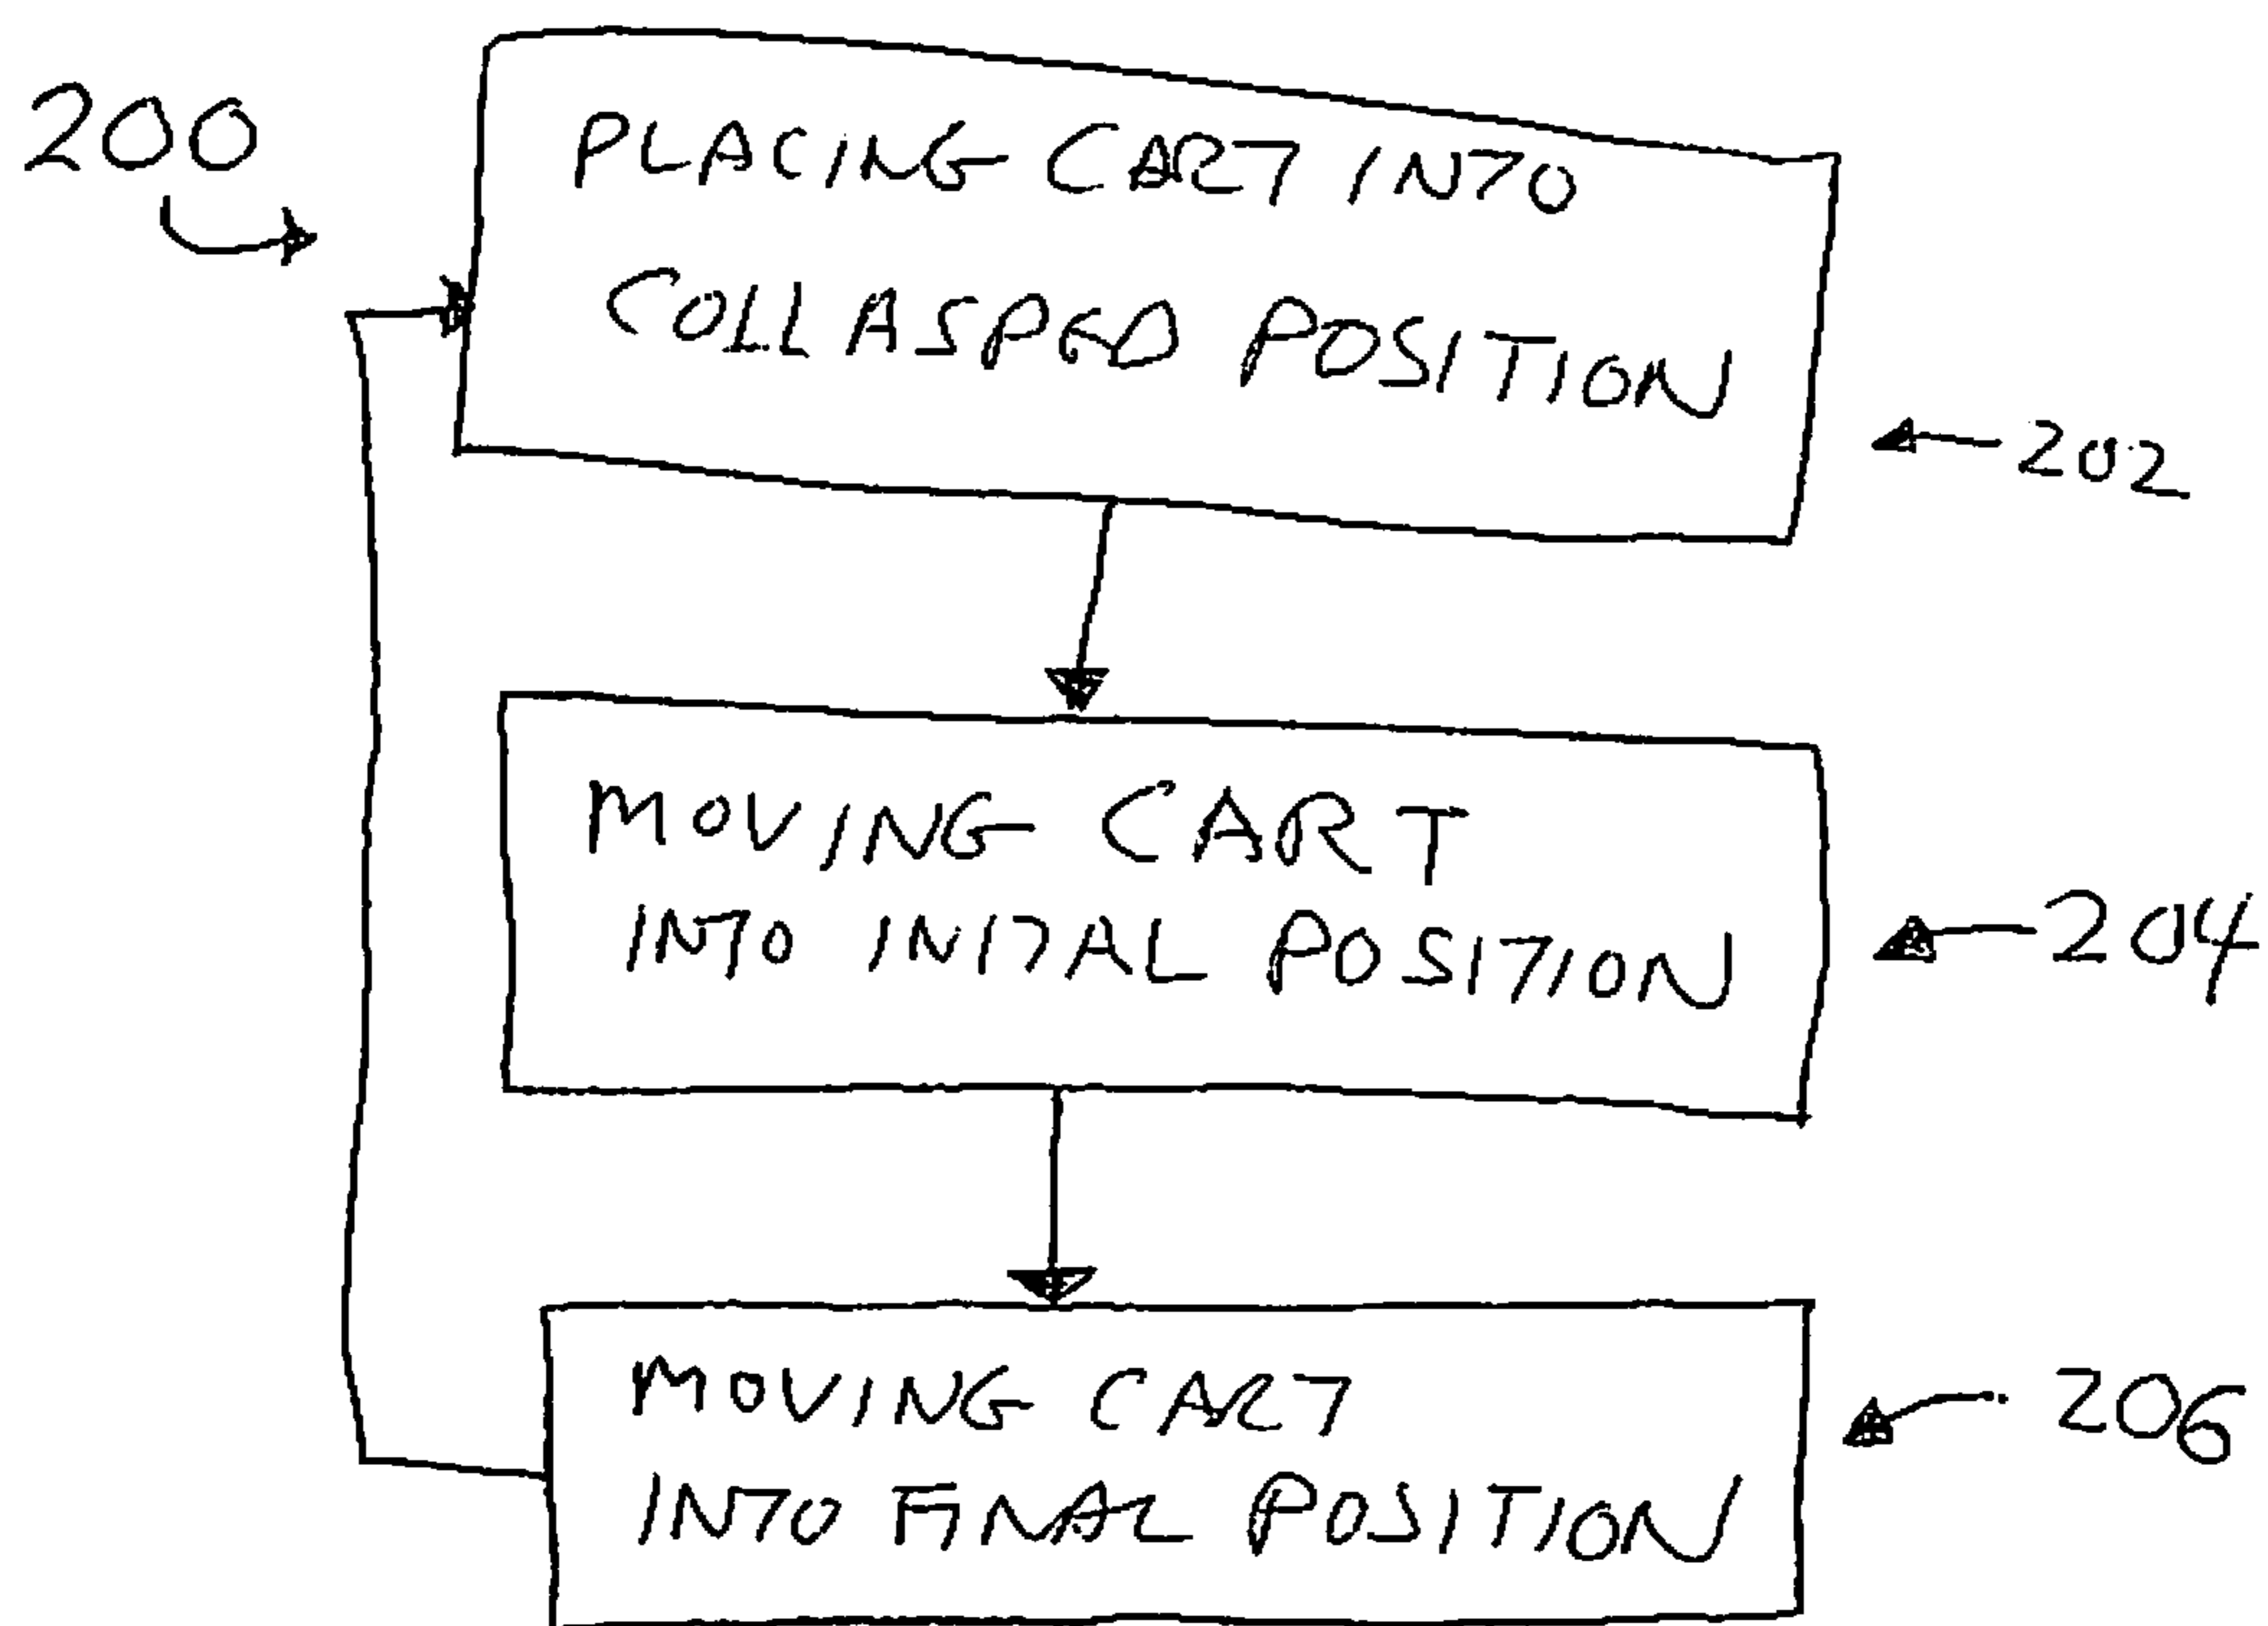 200
PLACING CART INTO
COLLASPED POSITION
202
MOVING CART
INTO INITAL POSITION
204
MOVING CART
INTO FINAL POSITION
206